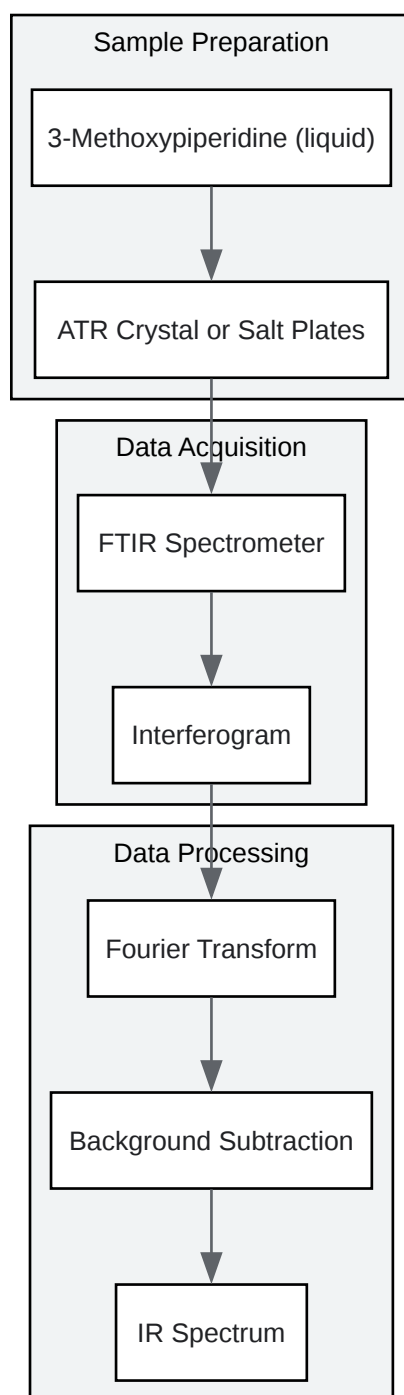 Sample Preparation
3-Methoxypiperidine (liquid)
ATR Crystal or Salt Plates
Data Acquisition
FTIR Spectrometer
Interferogram
Data Processing
Fourier Transform
Background Subtraction
IR Spectrum